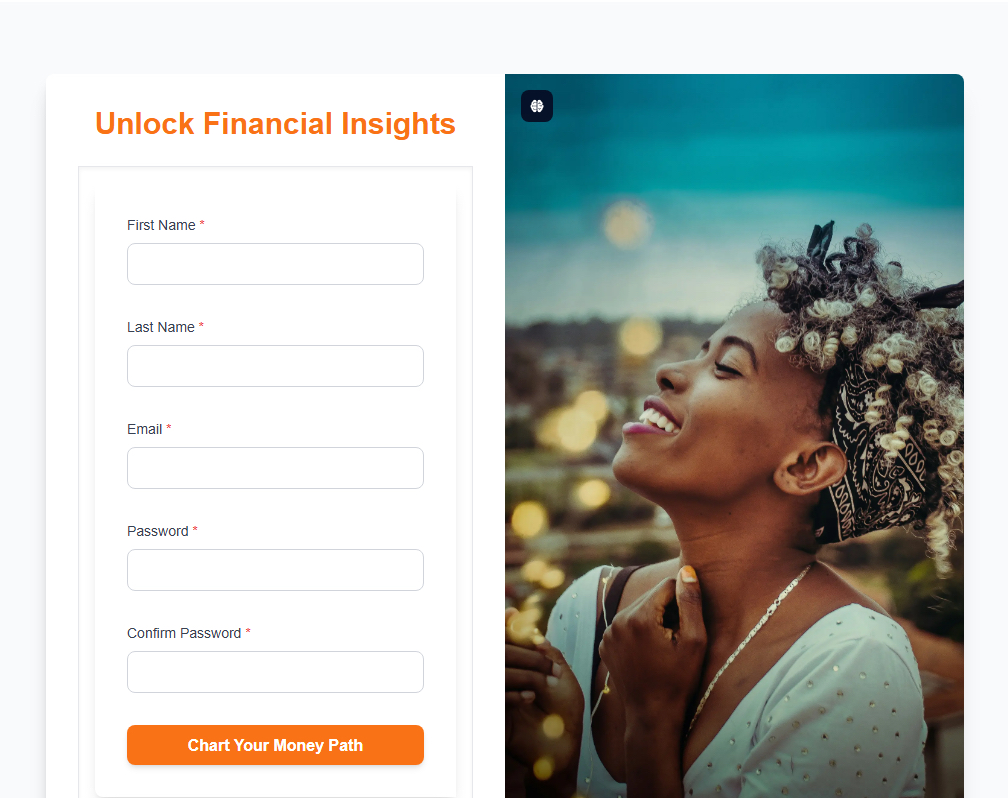 Unlock Financial Insights
First Name *
Last Name *
Email *
Password *
Confirm Password *
Chart Your Money Path